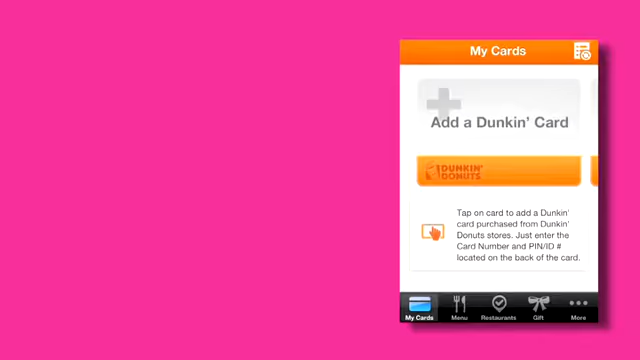 My Cards
Add a Dunkin' Card
DUNKIN'
DONUTS
Tap on card to add a Dunkin'
card purchased from Dunkin'
Donuts stores. Just enter the
Card Number and PIN/ID #
located on the back of the card.
My Cards Menu Restaurants Gift More